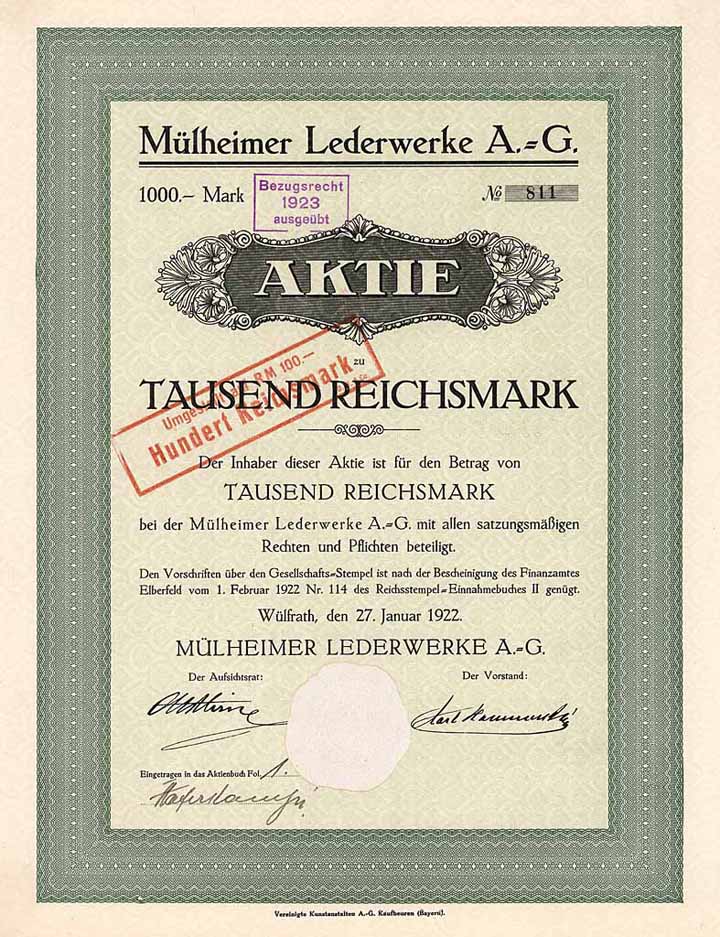 Mülheimer Lederwerke A.=G.
1000.– Mark
Bezugsrecht
1923
ausgeübt
№ 811
AKTIE
zu
RM 100.–
Hundert Reichsmark
TAUSEND REICHSMARK
Der Inhaber dieser Aktie ist für den Betrag von
TAUSEND REICHSMARK
bei der Mülheimer Lederwerke A.=G. mit allen satzungsmäßigen
Rechten und Pflichten beteiligt.
Den Vorschriften über den Gesellschafts=Stempel ist nach der Bescheinigung des Finanzamtes
Elberfeld vom 1. Februar 1922 Nr. 114 des Reichsstempel=Einnahmebuches II genügt.
Wülfrath, den 27. Januar 1922.
MÜLHEIMER LEDERWERKE A.=G.
Der Aufsichtsrat:
Der Vorstand:
Karl
Eingetragen in das Aktienbuch Fol. 1.
Vereinigte Kunstanstalten A.-G. Kaufbeuren (Bayern).